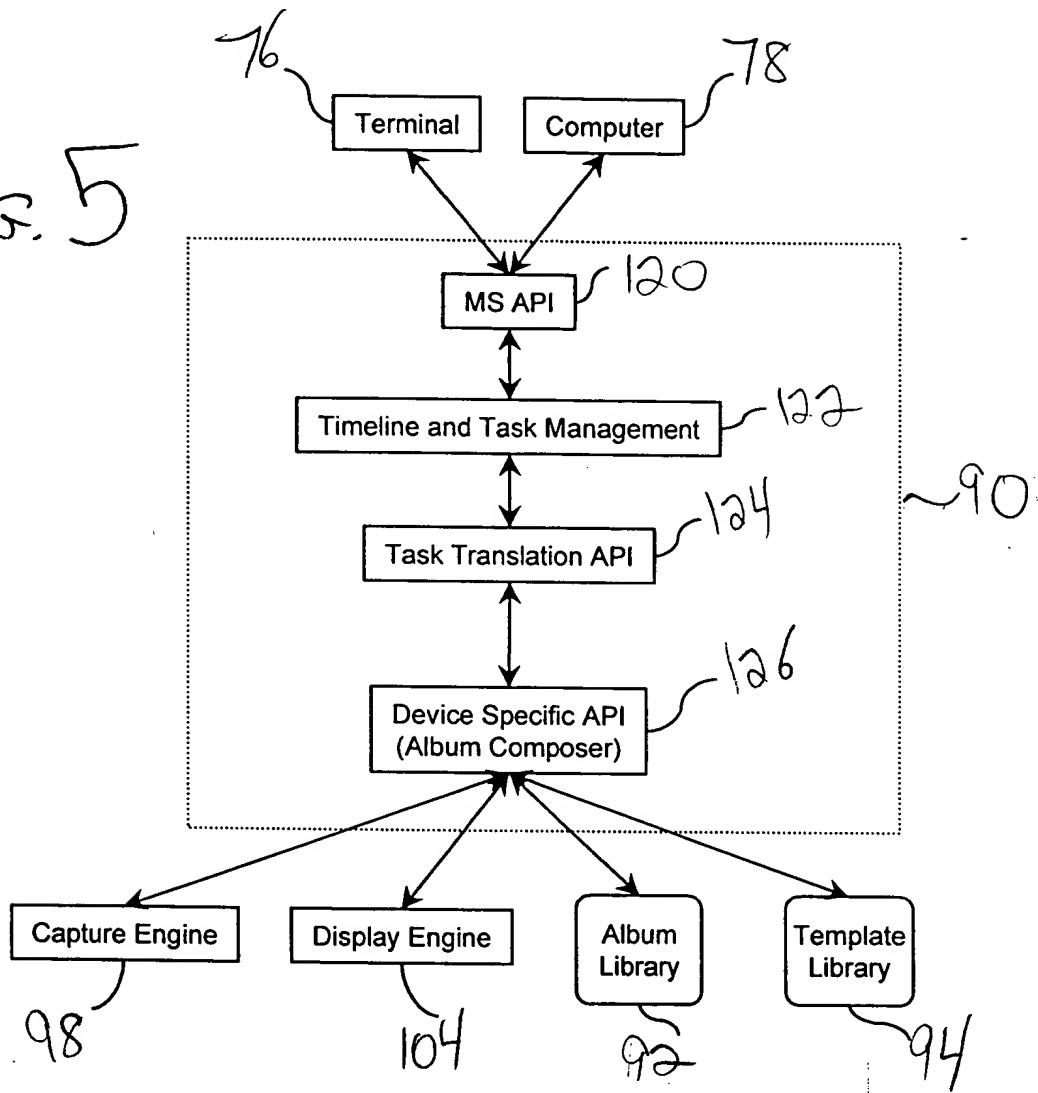 76
78
Terminal
Computer
G. 5
MS API
120
Timeline and Task Management
122
90
Task Translation API
124
Device Specific API
(Album Composer)
126
Capture Engine
Display Engine
Album
Library
Template
Library
98
104
92
94